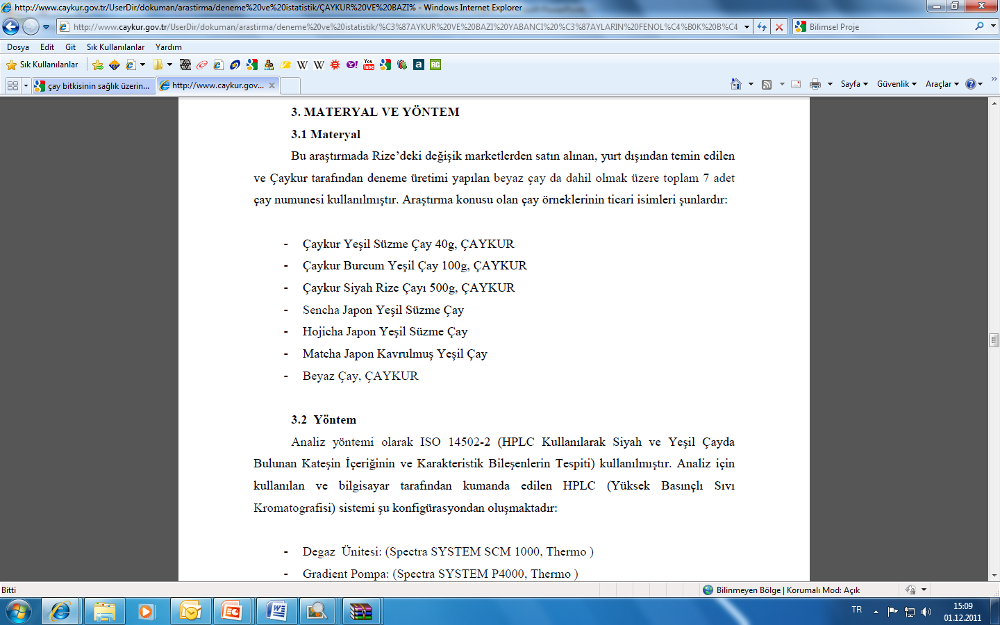 http://www.caykur.gov.tr/UserDir/dokuman/arastirma/deneme%20ve%20istatistik/ÇAYKUR%20VE%20BAZI% - Windows Internet Explorer
http://www.caykur.gov.tr/UserDir/dokuman/arastirma/deneme%20ve%20istatistik/%C3%87AYKUR%20VE%20BAZI%20YABANCI%20%C3%87AYLARIN%20FENOL%C4%B0K%20B%C4
Bilimsel Proje
Dosya Edit Git Sık Kullanılanlar Yardım
Sık Kullanılanlar
çay bitkisinin sağlık üzerin...
http://www.caykur.gov...
Sayfa Güvenlik Araçlar
3. MATERYAL VE YÖNTEM
3.1 Materyal
Bu araştırmada Rize’deki değişik marketlerden satın alınan, yurt dışından temin edilen
ve Çaykur tarafından deneme üretimi yapılan beyaz çay da dahil olmak üzere toplam 7 adet
çay numunesi kullanılmıştır. Araştırma konusu olan çay örneklerinin ticari isimleri şunlardır:
- Çaykur Yeşil Süzme Çay 40g, ÇAYKUR
- Çaykur Burcum Yeşil Çay 100g, ÇAYKUR
- Çaykur Siyah Rize Çayı 500g, ÇAYKUR
- Sencha Japon Yeşil Süzme Çay
- Hojicha Japon Yeşil Süzme Çay
- Matcha Japon Kavrulmuş Yeşil Çay
- Beyaz Çay, ÇAYKUR
3.2 Yöntem
Analiz yöntemi olarak ISO 14502-2 (HPLC Kullanılarak Siyah ve Yeşil Çayda
Bulunan Kateşin İçeriğinin ve Karakteristik Bileşenlerin Tespiti) kullanılmıştır. Analiz için
kullanılan ve bilgisayar tarafından kumanda edilen HPLC (Yüksek Basınçlı Sıvı
Kromatografisi) sistemi şu konfigürasyondan oluşmaktadır:
- Degaz Ünitesi: (Spectra SYSTEM SCM 1000, Thermo )
- Gradient Pompa: (Spectra SYSTEM P4000, Thermo )
Bitti
Bilinmeyen Bölge | Korumalı Mod: Açık
TR
15:09
01.12.2011